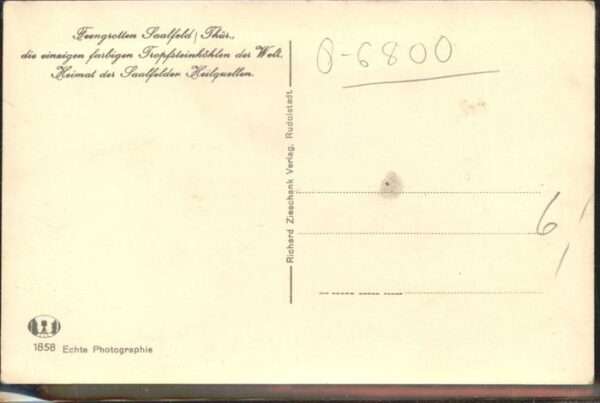 Feengrotten Saalfeld/Thür.,
die einzigen farbigen Tropfsteinhöhlen der Welt.
Heimat der Saalfelder Heilquellen.
0-6800
Richard Zieschank Verlag, Rudolstadt.
6
1858 Echte Photographie